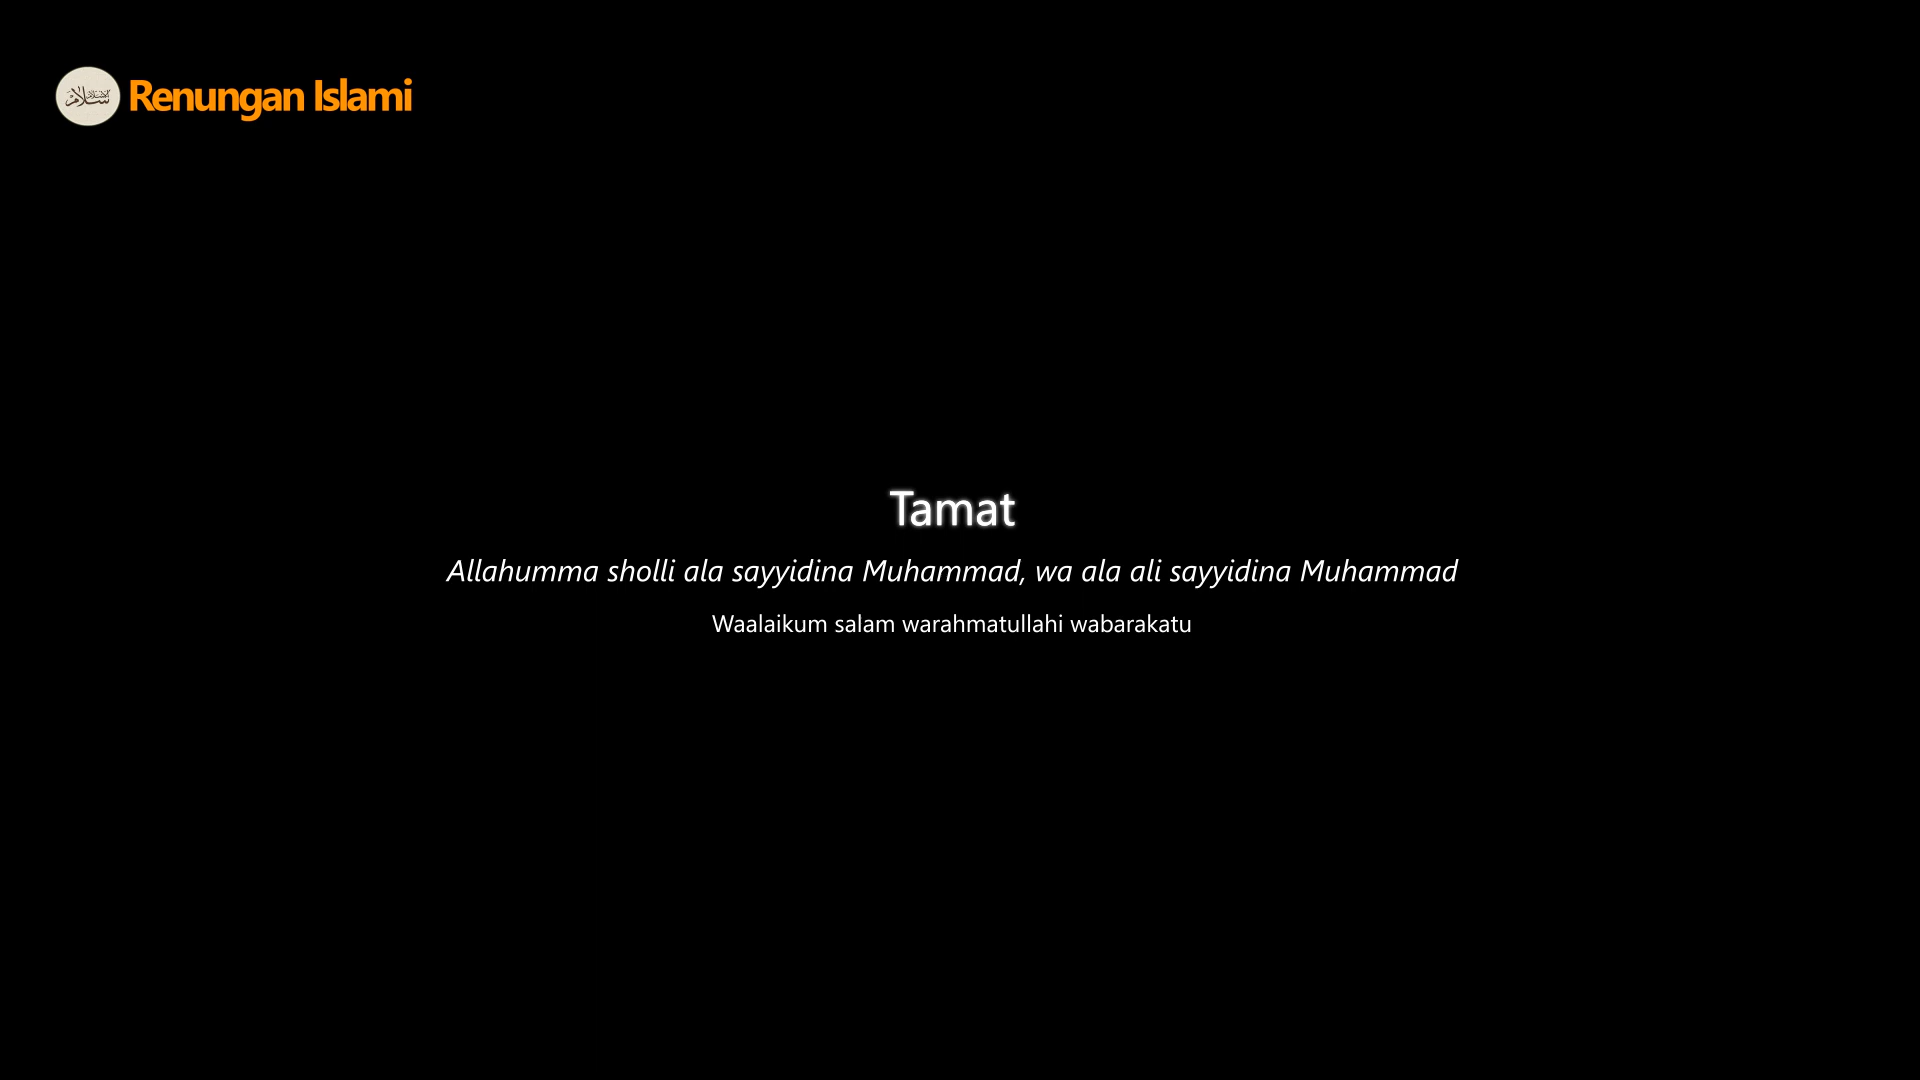 Renungan Islami
Tamat
Allahumma sholli ala sayyidina Muhammad, wa ala ali sayyidina Muhammad
Waalaikum salam warahmatullahi wabarakatu